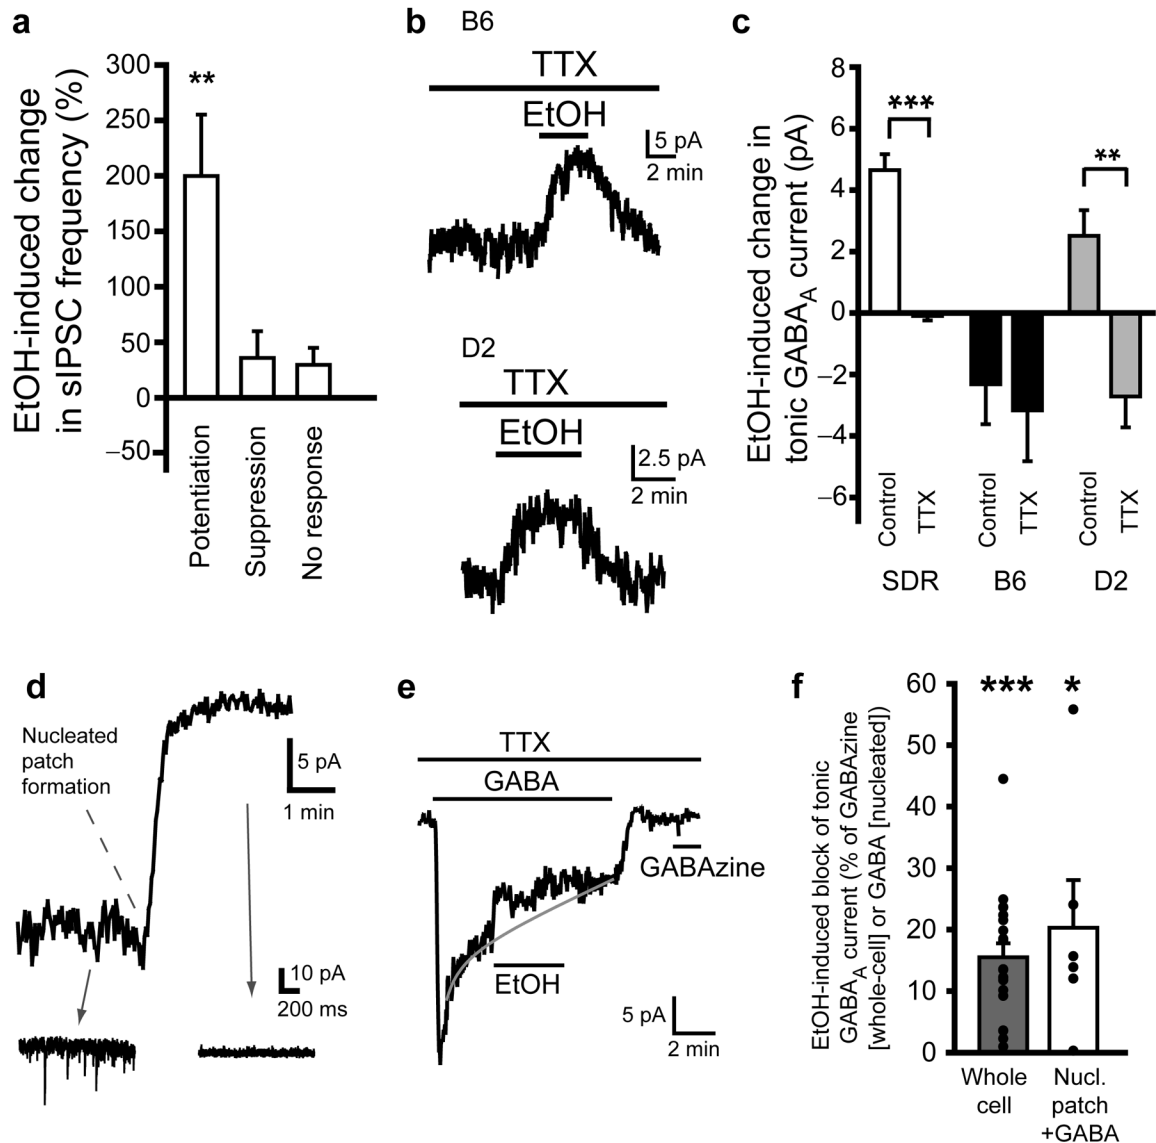 a
EtOH-induced change
in sIPSC frequency (%)
300
250
200
150
100
50
0
–50
**
Potentiation
Suppression
No response
b
B6
TTX
EtOH
5 pA
2 min
D2
TTX
EtOH
2.5 pA
2 min
c
EtOH-induced change in
tonic GABAA current (pA)
8
6
4
2
0
–2
–4
–6
***
**
Control
TTX
Control
TTX
Control
TTX
SDR
B6
D2
d
Nucleated
patch
formation
5 pA
1 min
10 pA
200 ms
e
TTX
GABA
GABAzine
EtOH
5 pA
2 min
f
EtOH-induced block of tonic
GABAA current (% of GABAzine
[whole-cell] or GABA [nucleated])
60
50
40
30
20
10
0
***
*
Whole
cell
Nucl.
patch
+GABA